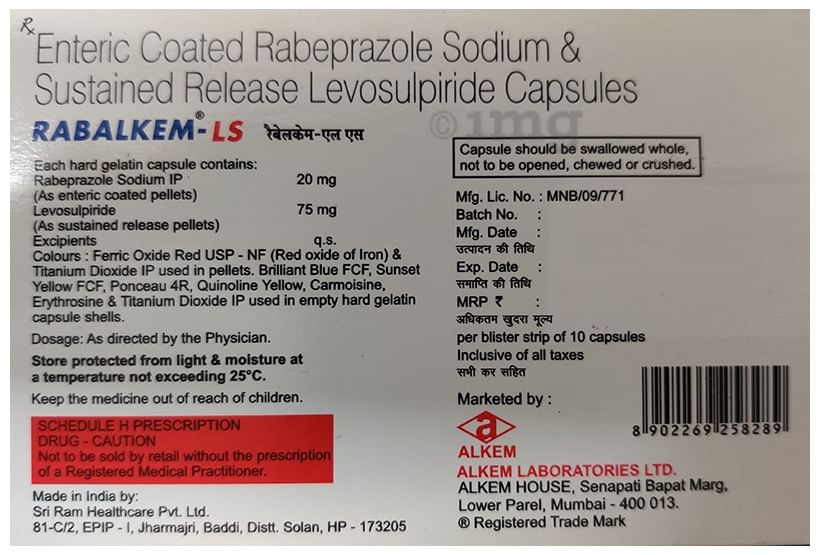 Rx
Enteric Coated Rabeprazole Sodium &
Sustained Release Levosulpiride Capsules
RABALKEM®-LS रैबेलकेम-एल एस
© 1mg
Each hard gelatin capsule contains:
Rabeprazole Sodium IP 20 mg
(As enteric coated pellets)
Levosulpiride 75 mg
(As sustained release pellets)
Excipients q.s.
Colours : Ferric Oxide Red USP - NF (Red oxide of Iron) &
Titanium Dioxide IP used in pellets. Brilliant Blue FCF, Sunset
Yellow FCF, Ponceau 4R, Quinoline Yellow, Carmoisine,
Erythrosine & Titanium Dioxide IP used in empty hard gelatin
capsule shells.
Dosage: As directed by the Physician.
Store protected from light & moisture at
a temperature not exceeding 25°C.
Keep the medicine out of reach of children.
SCHEDULE H PRESCRIPTION
DRUG - CAUTION
Not to be sold by retail without the prescription
of a Registered Medical Practitioner.
Made in India by:
Sri Ram Healthcare Pvt. Ltd.
81-C/2, EPIP - I, Jharmajri, Baddi, Distt. Solan, HP - 173205
Capsule should be swallowed whole,
not to be opened, chewed or crushed.
Mfg. Lic. No. : MNB/09/771
Batch No. :
Mfg. Date :
उत्पादन की तिथि
Exp. Date :
समाप्ति की तिथि
MRP ₹ :
अधिकतम खुदरा मूल्य
per blister strip of 10 capsules
Inclusive of all taxes
सभी कर सहित
Marketed by :
a
ALKEM
ALKEM LABORATORIES LTD.
ALKEM HOUSE, Senapati Bapat Marg,
Lower Parel, Mumbai - 400 013.
® Registered Trade Mark
8 902269 258289